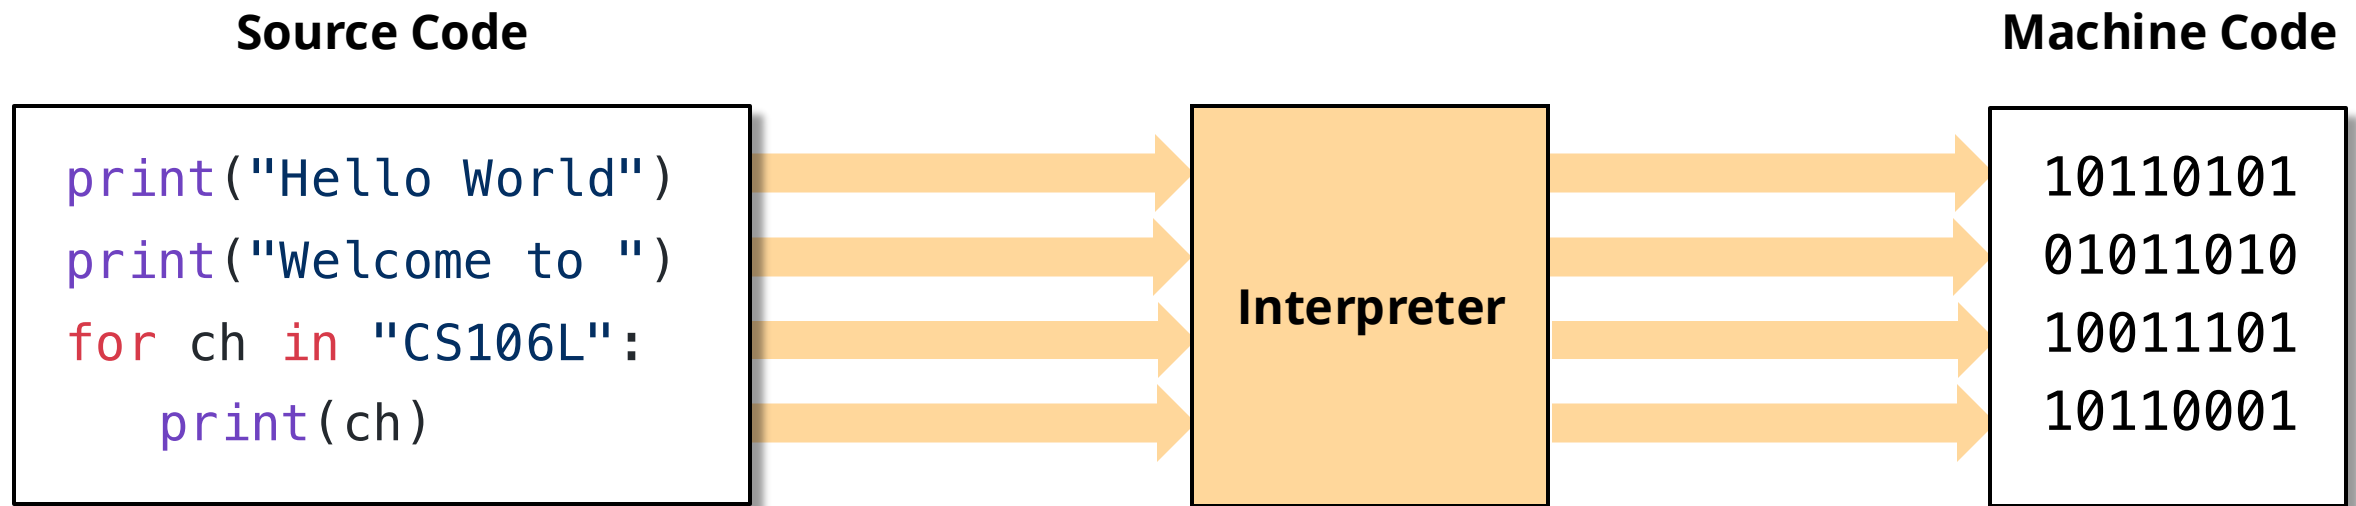 Source Code
Machine Code
print("Hello World")
print("Welcome to ")
for ch in "CS106L":
    print(ch)
Interpreter
10110101
01011010
10011101
10110001